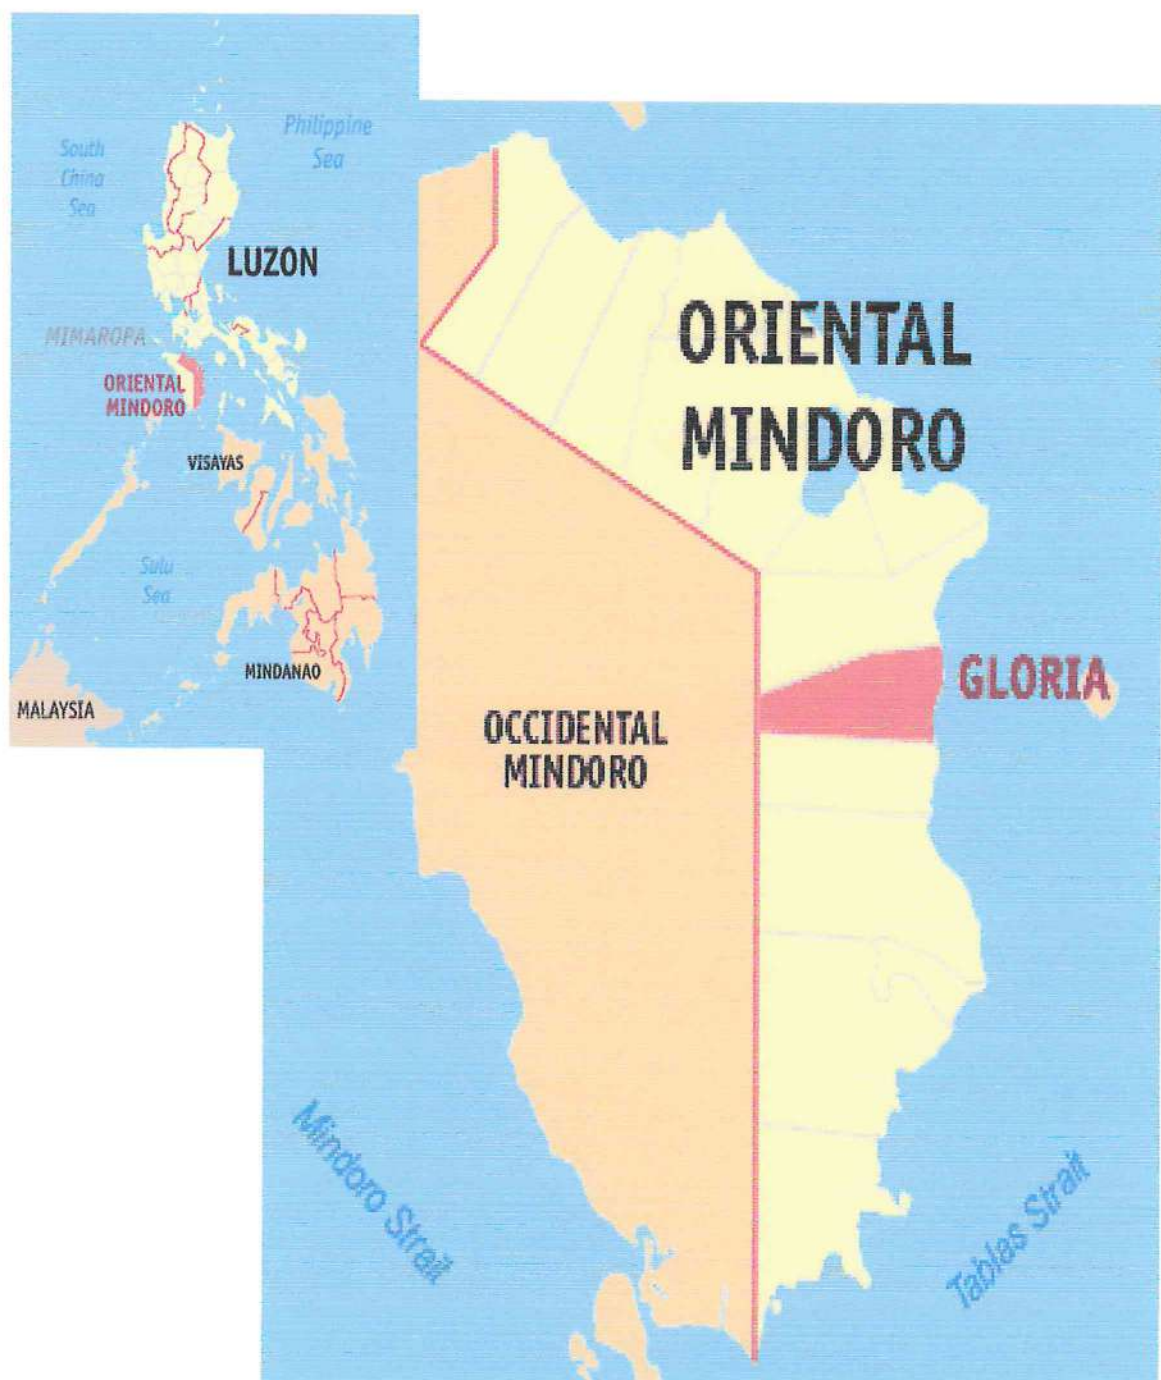 Philippine
Sea
South
China
Sea
LUZON
MIMAROPA
ORIENTAL
MINDORO
VISAYAS
Sulu
Sea
MINDANAO
MALAYSIA
ORIENTAL
MINDORO
GLORIA
OCCIDENTAL
MINDORO
Mindoro Strait
Tablas Strait